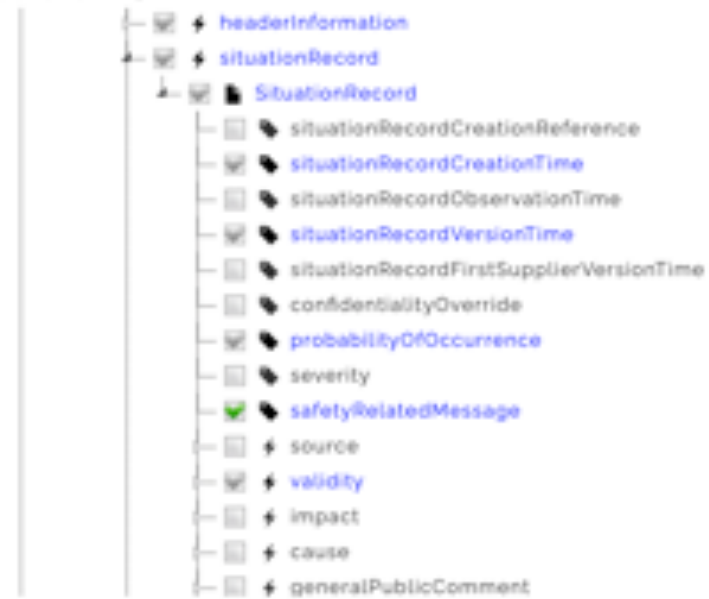 headerInformation
situationRecord
SituationRecord
situationRecordCreationReference
situationRecordCreationTime
situationRecordObservationTime
situationRecordVersionTime
situationRecordFirstSupplierVersionTime
confidentialityOverride
probabilityOfOccurrence
severity
safetyRelatedMessage
source
validity
impact
cause
generalPublicComment